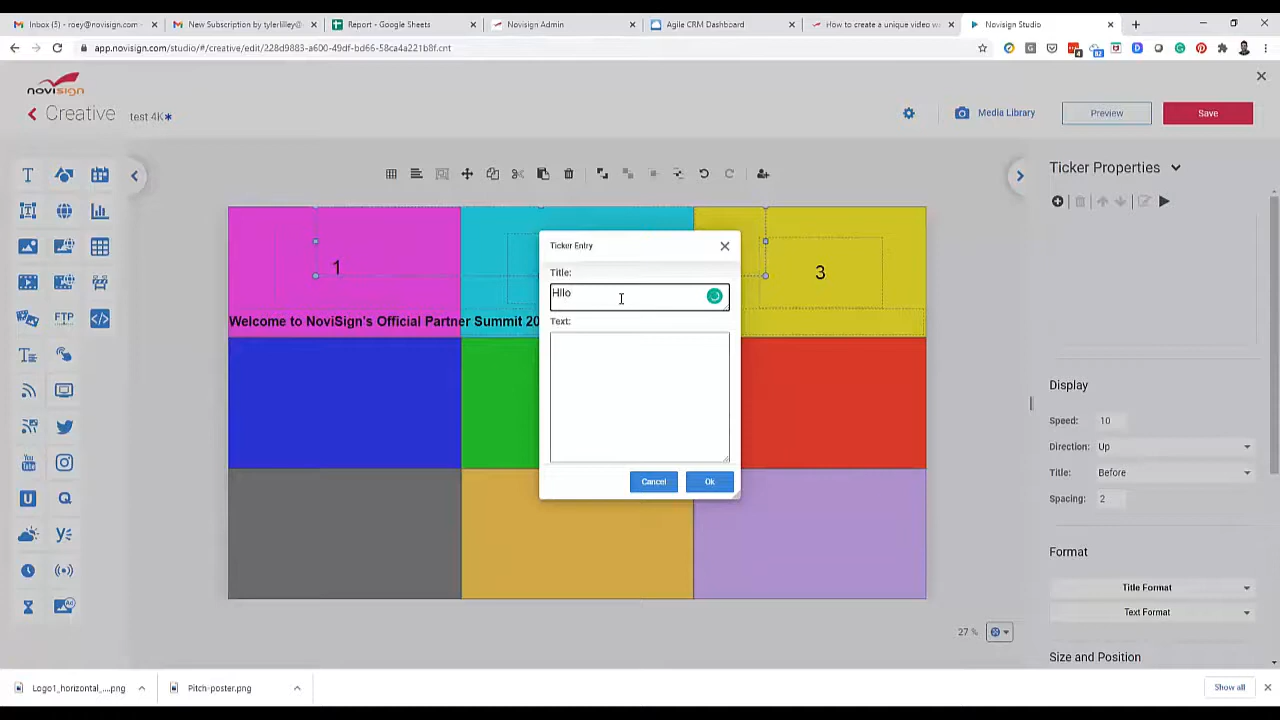 Inbox (5) - roey@novisign.com -
New Subscription by tylerlilley@
Report - Google Sheets
Novisign Admin
Agile CRM Dashboard
How to create a unique video w
Novisign Studio
app.novisign.com/studio/#/creative/edit/228d9883-a600-49df-bd66-58ca4a221b8f.cnt
novisign
Creative test 4K*
Media Library
Preview
Save
Ticker Properties
1
3
Welcome to NoviSign's Official Partner Summit 20
Ticker Entry
Title:
Hllo
Text:
Cancel
Ok
FTP
Display
Speed: 10
Direction: Up
Title: Before
Spacing: 2
Format
Title Format
Text Format
Size and Position
27 %
Logo1_horizontal_....png
Pitch-poster.png
Show all